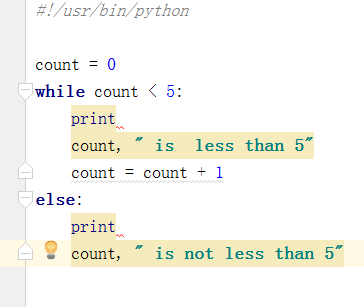 #!/usr/bin/python
count = 0
while count < 5:
print
count, " is  less than 5"
count = count + 1
else:
print
count, " is not less than 5"